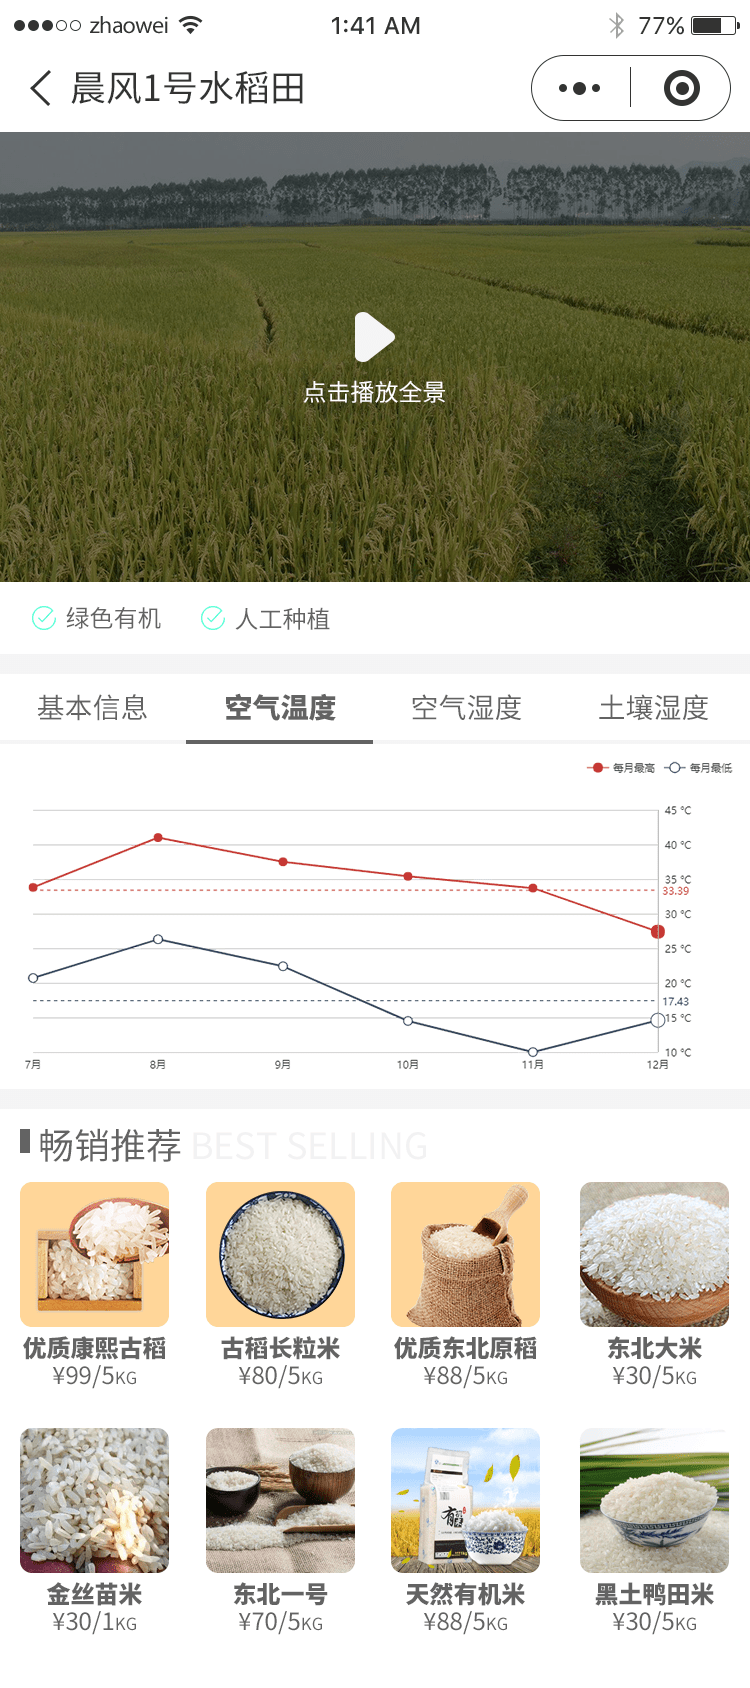 zhaowei 1:41 AM 77%
晨风1号水稻田
点击播放全景
绿色有机 人工种植
基本信息 空气温度 空气湿度 土壤湿度
每月最高 每月最低
45 °C
40 °C
35 °C
33.39
30 °C
25 °C
20 °C
17.43
15 °C
10 °C
7月 8月 9月 10月 11月 12月
畅销推荐 BEST SELLING
优质康熙古稻 古稻长粒米 优质东北原稻 东北大米
¥99/5KG ¥80/5KG ¥88/5KG ¥30/5KG
有
金丝苗米 东北一号 天然有机米 黑土鸭田米
¥30/1KG ¥70/5KG ¥88/5KG ¥30/5KG